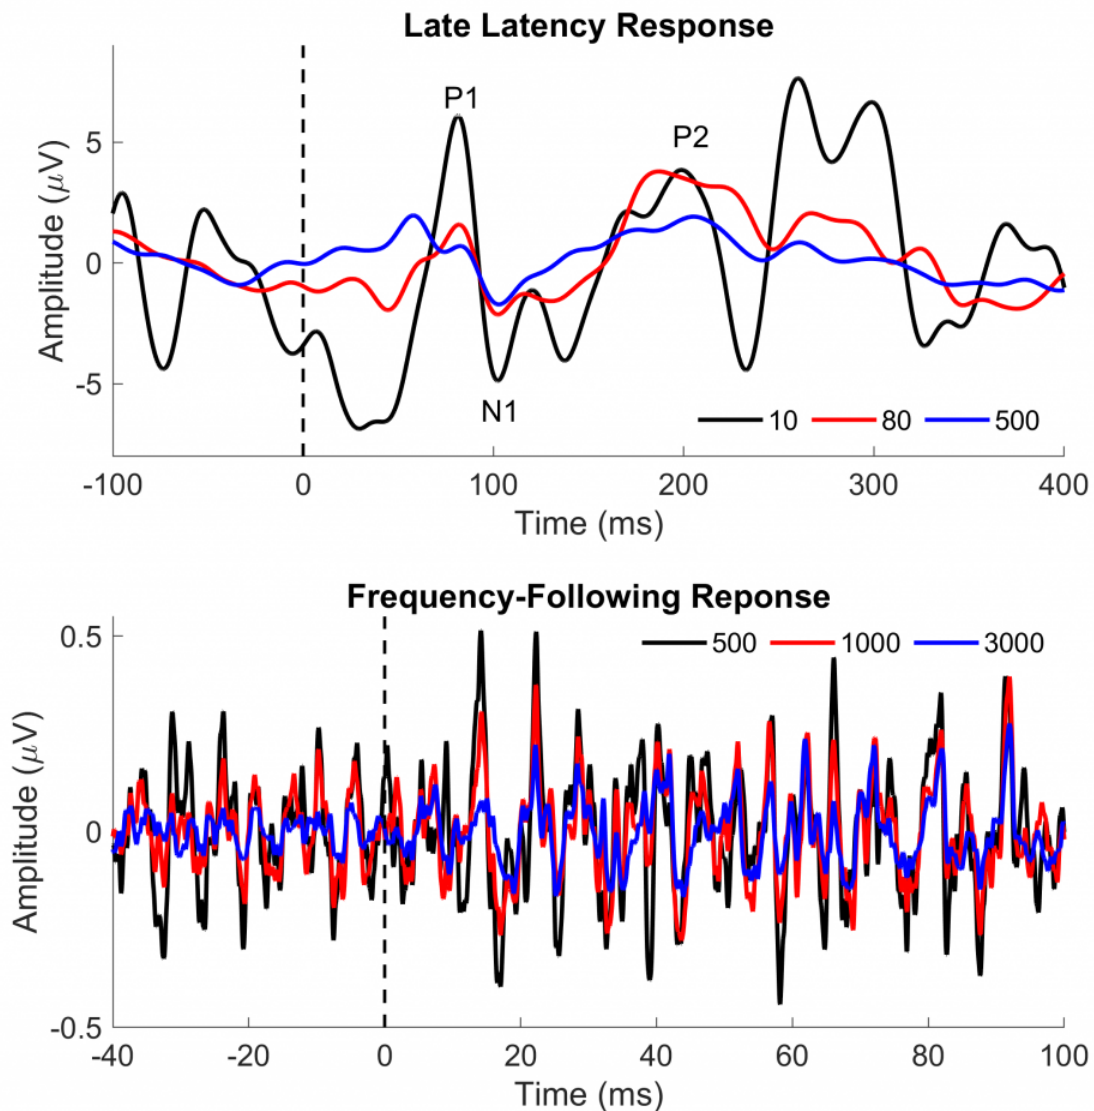 Late Latency Response
Amplitude (μV)
5
0
-5
P1
P2
N1
10 80 500
-100 0 100 200 300 400
Time (ms)
Frequency-Following Reponse
Amplitude (μV)
0.5
0
-0.5
500 1000 3000
-40 -20 0 20 40 60 80 100
Time (ms)